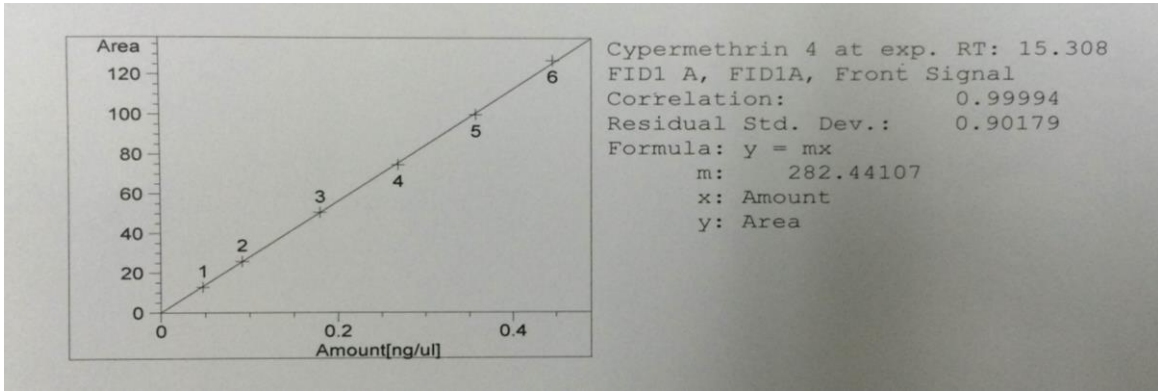 Area
120
100
80
60
40
20
0
1
2
3
4
5
6
0 0.2 0.4
Amount[ng/ul]
Cypermethrin 4 at exp. RT: 15.308
FID1 A, FID1A, Front Signal
Correlation: 0.99994
Residual Std. Dev.: 0.90179
Formula: y = mx
m: 282.44107
x: Amount
y: Area